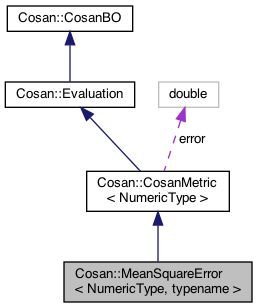 Cosan::CosanBO
Cosan::Evaluation
double
error
Cosan::CosanMetric
< NumericType >
Cosan::MeanSquareError
< NumericType, typename >